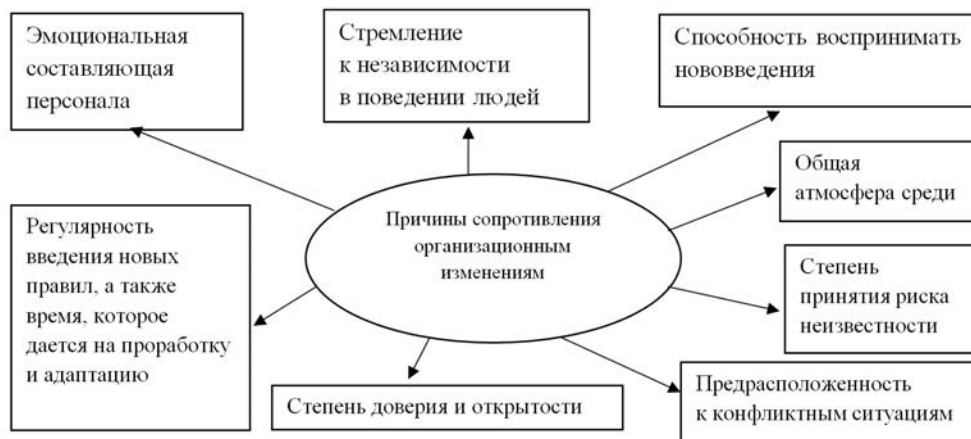 Эмоциональная
составляющая
персонала
Стремление
к независимости
в поведении людей
Способность воспринимать
нововведения
Общая
атмосфера среди
Причины сопротивления
организационным
изменениям
Регулярность
введения новых
правил, а также
время, которое
дается на проработку
и адаптацию
Степень
принятия риска
неизвестности
Степень доверия и открытости
Предрасположенность
к конфликтным ситуациям